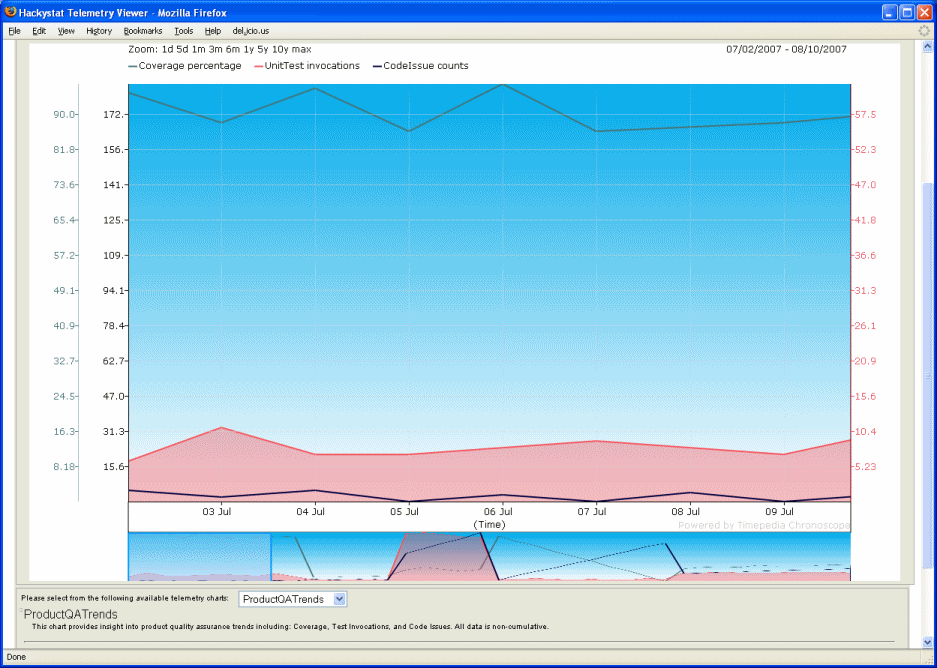 Hackystat Telemetry Viewer - Mozilla Firefox
File Edit View History Bookmarks Tools Help del.icio.us
Zoom: 1d 5d 1m 3m 6m 1y 5y 10y max 07/02/2007 - 08/10/2007
Coverage percentage UnitTest invocations CodeIssue counts
90.0 172. 57.5
81.8 156. 52.3
73.6 141. 47.0
65.4 125. 41.8
57.2 109. 36.6
49.1 94.1 31.3
40.9 78.4 26.1
32.7 62.7 20.9
24.5 47.0 15.6
16.3 31.3 10.4
8.18 15.6 5.23
03 Jul 04 Jul 05 Jul 06 Jul 07 Jul 08 Jul 09 Jul
(Time)
Powered by Timepedia Chronoscope
Please select from the following available telemetry charts: ProductQATrends
ProductQATrends
This chart provides insight into product quality assurance trends including: Coverage, Test Invocations, and Code Issues. All data is non-cumulative.
Done